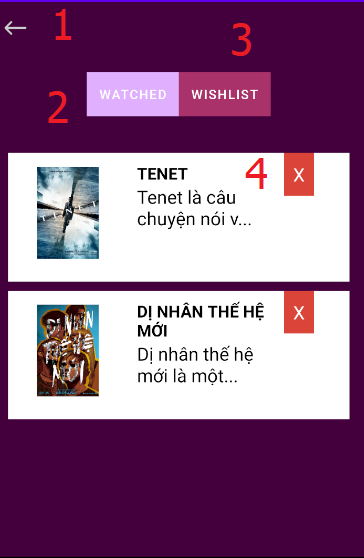 1
3
2
WATCHED WISHLIST
4
TENET
X
Tenet là câu
chuyện nói v...
TENET
DỊ NHÂN THẾ HỆ
MỚI
X
Dị nhân thế hệ
mới là một...